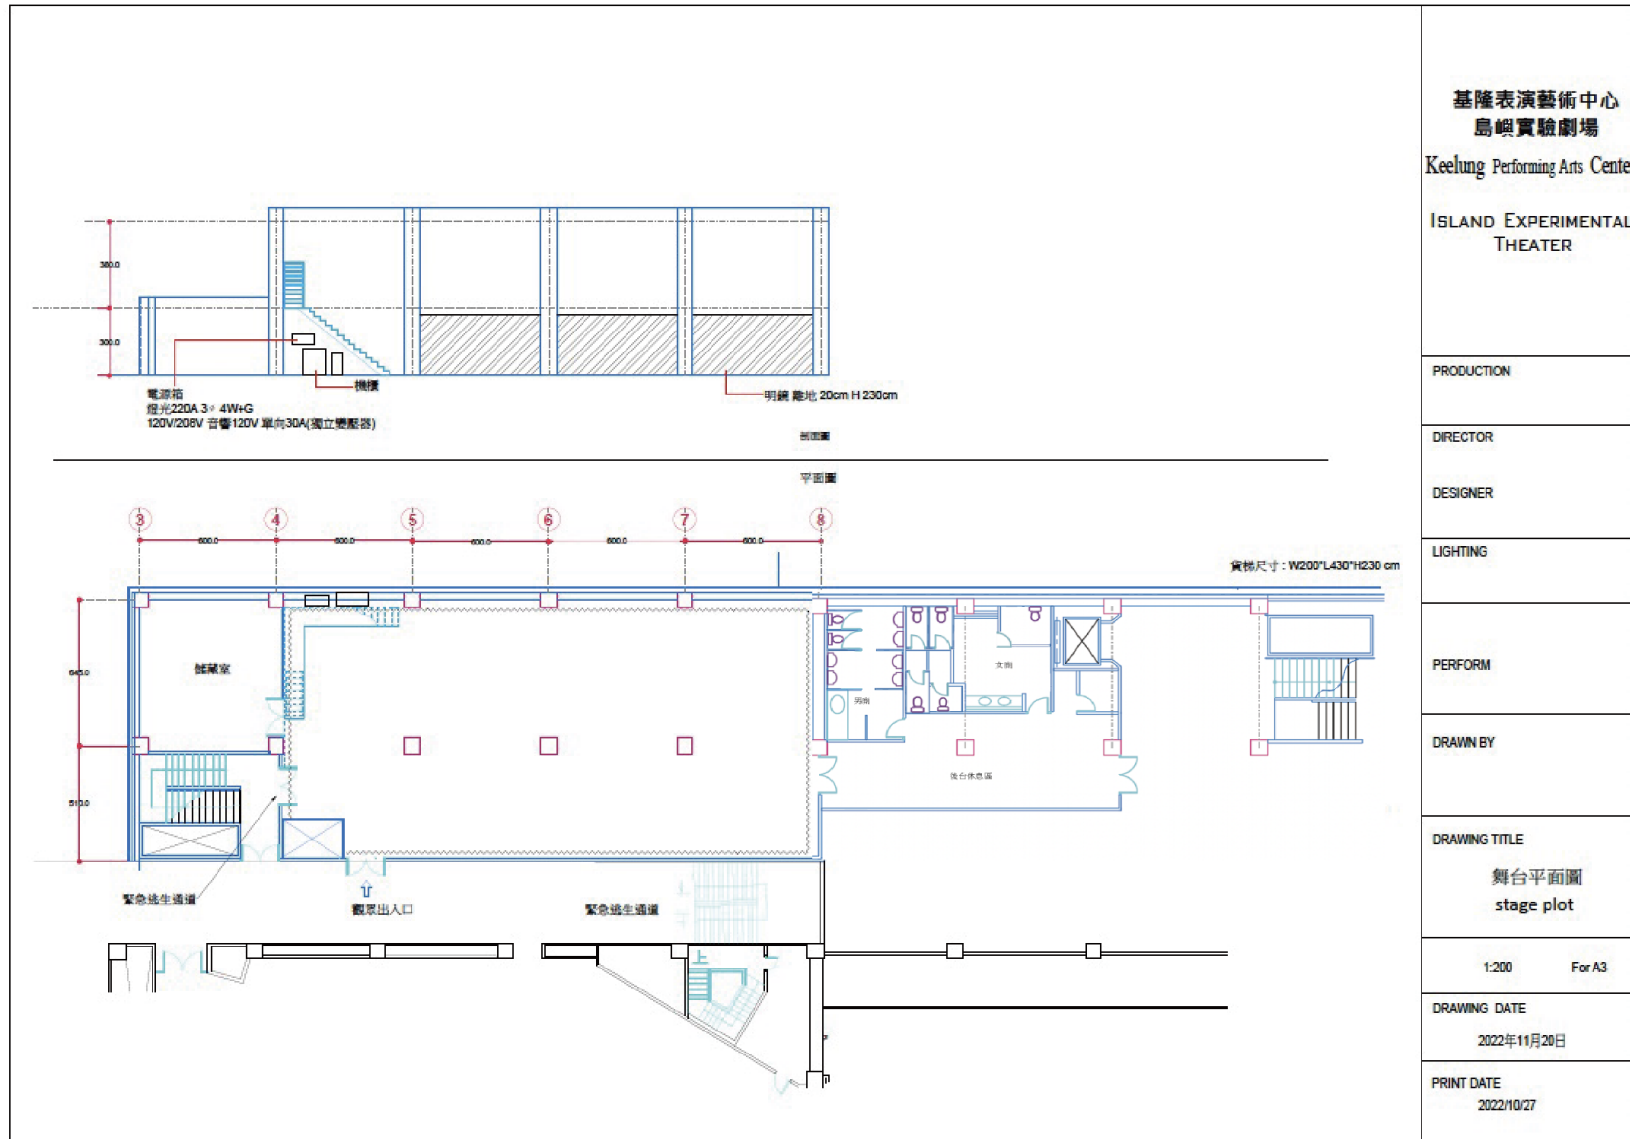 基隆表演藝術中心
島嶼實驗劇場
Keelung Performing Arts Cente
ISLAND EXPERIMENTAL
THEATER
PRODUCTION
DIRECTOR
DESIGNER
LIGHTING
PERFORM
DRAWN BY
DRAWING TITLE
舞台平面圖
stage plot
1:200 For A3
DRAWING DATE
2022年11月20日
PRINT DATE
2022/10/27
300.0
電源箱
燈光220A 3∮ 4W+G
120V/208V 音響120V 單向30A(獨立變壓器)
機櫃
明鏡 離地 20cm H 230cm
剖面圖
平面圖
3 4 5 6 7 8
600.0 600.0 600.0 600.0 600.0
貨梯尺寸 : W200*L430*H230 cm
645.0
儲藏室
女廁
男廁
510.0
後台休息區
緊急逃生通道
觀眾出入口
緊急逃生通道
上